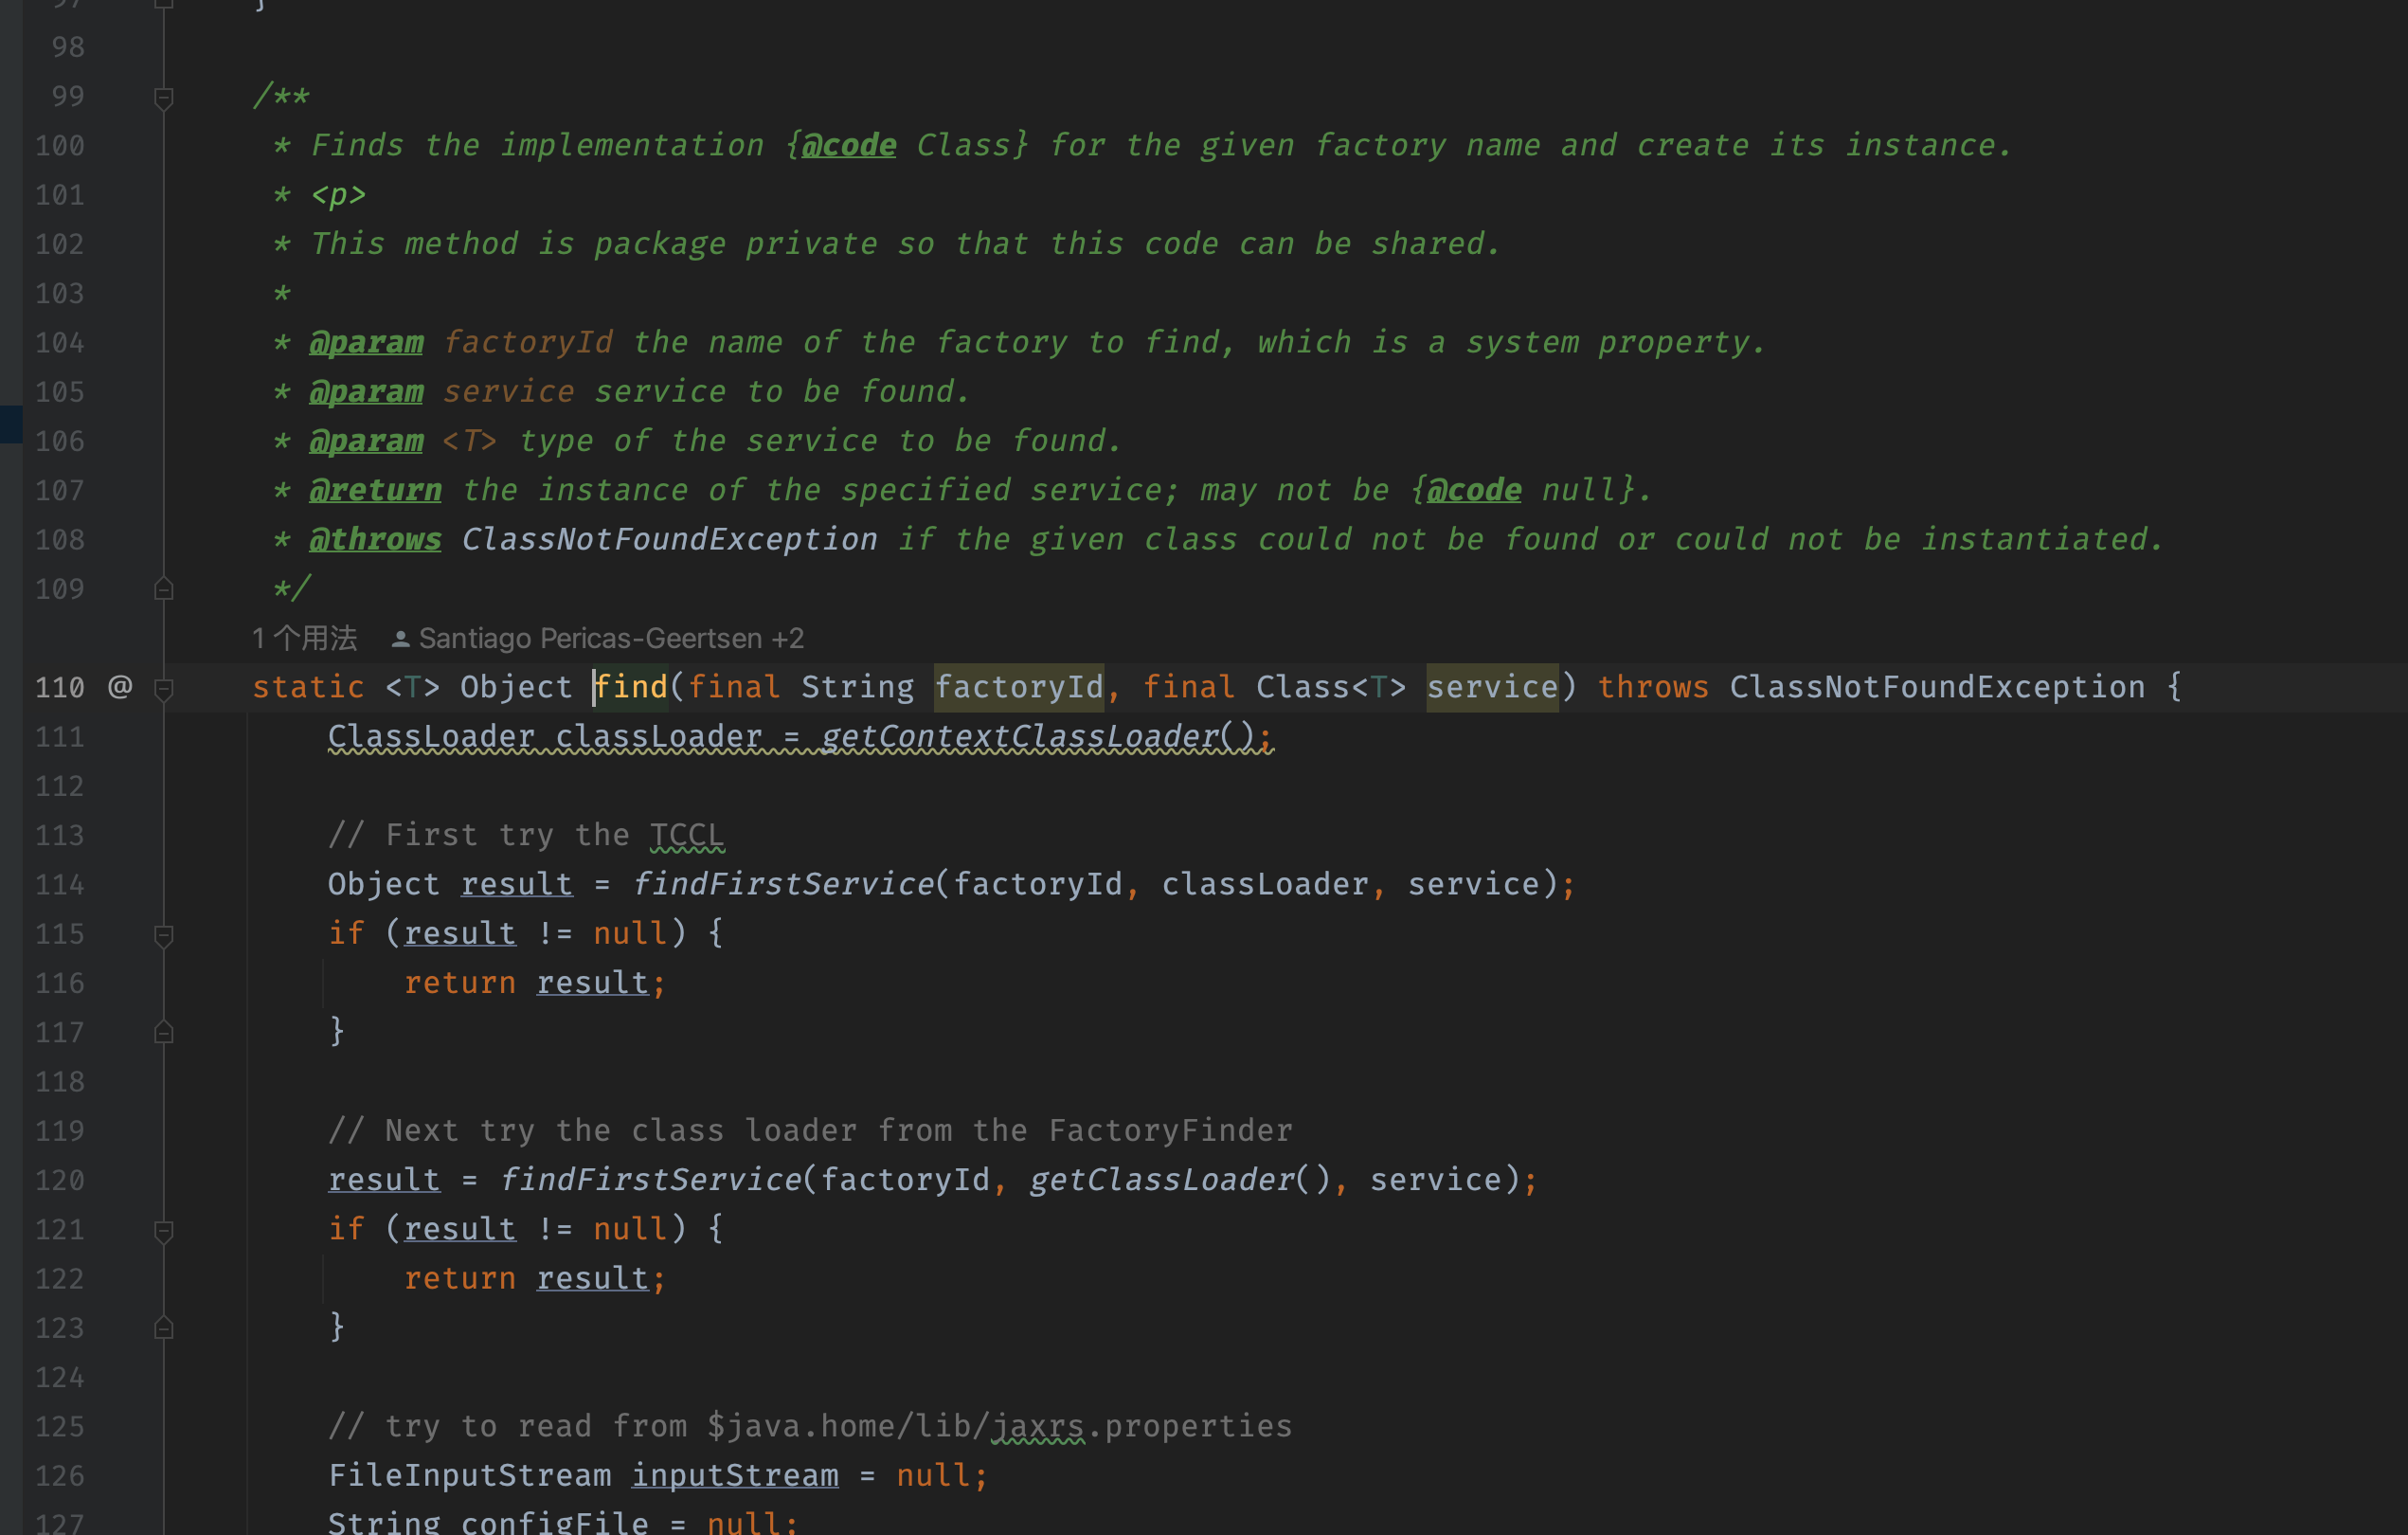 97 }
98
99 /**
100 * Finds the implementation {@code Class} for the given factory name and create its instance.
101 * <p>
102 * This method is package private so that this code can be shared.
103 *
104 * @param factoryId the name of the factory to find, which is a system property.
105 * @param service service to be found.
106 * @param <T> type of the service to be found.
107 * @return the instance of the specified service; may not be {@code null}.
108 * @throws ClassNotFoundException if the given class could not be found or could not be instantiated.
109 */
1 个用法 Santiago Pericas-Geertsen +2
110 @ static <T> Object find(final String factoryId, final Class<T> service) throws ClassNotFoundException {
111 ClassLoader classLoader = getContextClassLoader();
112
113 // First try the TCCL
114 Object result = findFirstService(factoryId, classLoader, service);
115 if (result != null) {
116 return result;
117 }
118
119 // Next try the class loader from the FactoryFinder
120 result = findFirstService(factoryId, getClassLoader(), service);
121 if (result != null) {
122 return result;
123 }
124
125 // try to read from $java.home/lib/jaxrs.properties
126 FileInputStream inputStream = null;
127 String configFile = null;